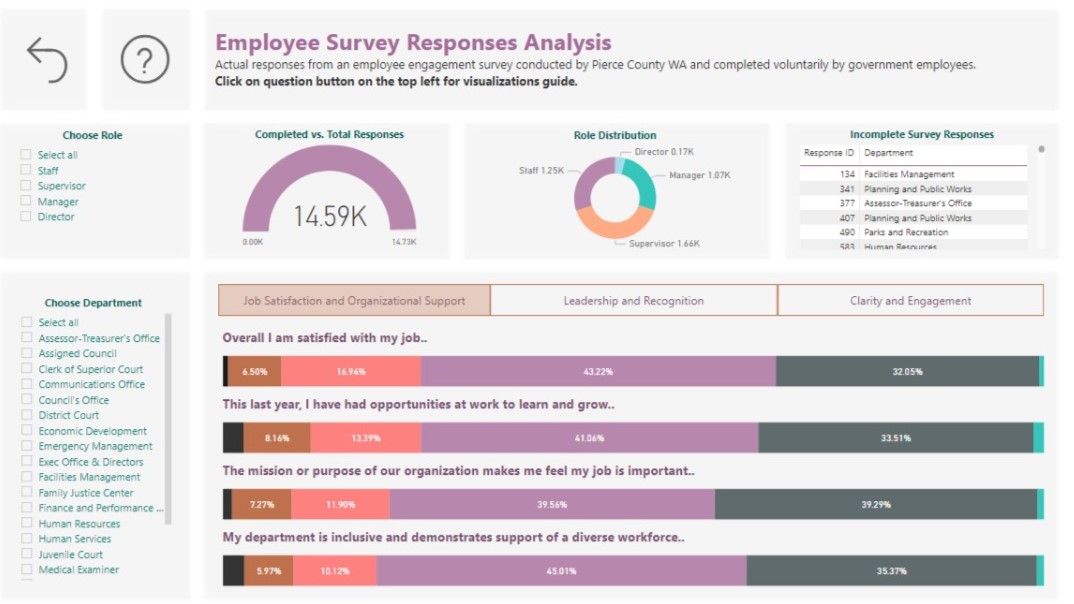 Employee Survey Responses Analysis
Actual responses from an employee engagement survey conducted by Pierce County WA and completed voluntarily by government employees.
Click on question button on the top left for visualizations guide.
?
Choose Role
Select all
Staff
Supervisor
Manager
Director
Completed vs. Total Responses
14.59K
0.00K
14.73K
Role Distribution
Director 0.17K
Staff 1.25K
Manager 1.07K
Supervisor 1.66K
Incomplete Survey Responses
Response ID Department
134 Facilities Management
341 Planning and Public Works
377 Assessor-Treasurer's Office
407 Planning and Public Works
490 Parks and Recreation
583 Human Resources
Choose Department
Select all
Assessor-Treasurer's Office
Assigned Council
Clerk of Superior Court
Communications Office
Council's Office
District Court
Economic Development
Emergency Management
Exec Office & Directors
Facilities Management
Family Justice Center
Finance and Performance ...
Human Resources
Human Services
Juvenile Court
Medical Examiner
Job Satisfaction and Organizational Support
Leadership and Recognition
Clarity and Engagement
Overall I am satisfied with my job..
6.50% 16.94% 43.22% 32.05%
This last year, I have had opportunities at work to learn and grow..
8.16% 13.39% 41.06% 33.51%
The mission or purpose of our organization makes me feel my job is important..
7.27% 11.90% 39.56% 39.29%
My department is inclusive and demonstrates support of a diverse workforce..
5.97% 10.12% 45.01% 35.37%